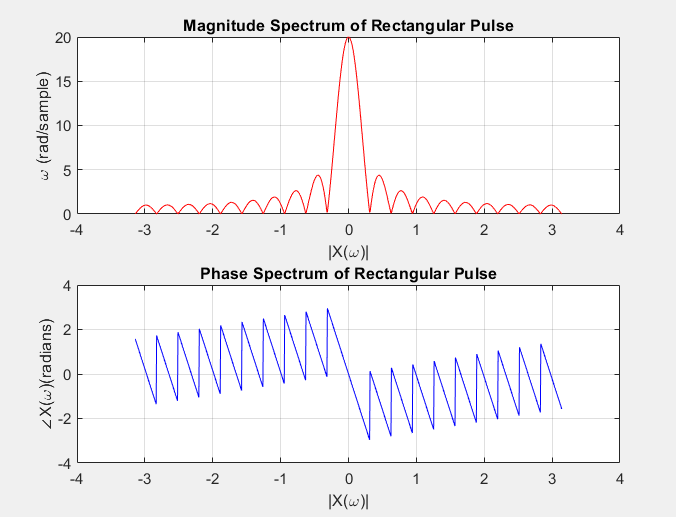 Magnitude Spectrum of Rectangular Pulse
20
15
10
5
0
ω (rad/sample)
-4 -3 -2 -1 0 1 2 3 4
|X(ω)|
Phase Spectrum of Rectangular Pulse
4
2
0
-2
-4
∠X(ω)(radians)
-4 -3 -2 -1 0 1 2 3 4
|X(ω)|